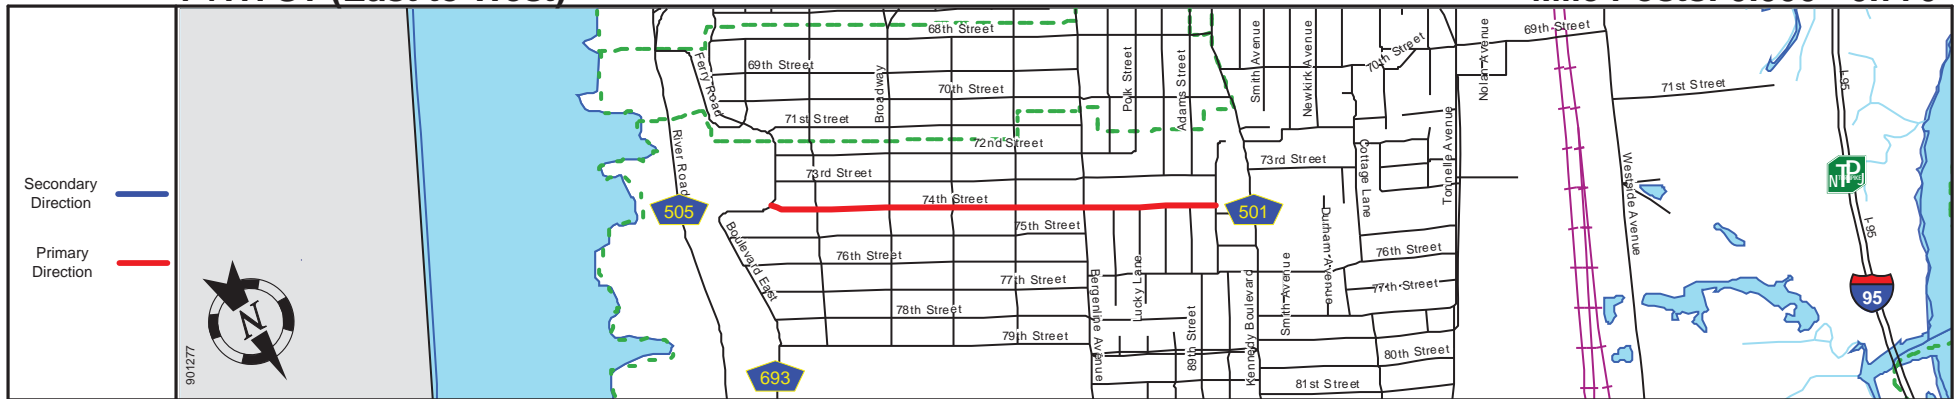 Secondary
Direction
Primary
Direction
901277
N
505
693
501
95
NTP
68th Street
69th Street
70th Street
71st Street
72nd Street
73rd Street
74th Street
75th Street
76th Street
77th Street
78th Street
79th Street
Ferry Road
River Road
Broadway
Boulevard East
Polk Street
Adams Street
Bergenline Avenue
Lucky Lane
89th Street
Kennedy Boulevard
Smith Avenue
Newkirk Avenue
70th Street
73rd Street
Cottage Lane
Durham Avenue
Smith Avenue
76th Street
77th Street
80th Street
81st Street
Tonnelle Avenue
Nolan Avenue
69th Street
71st Street
Westside Avenue
I-95
I-95